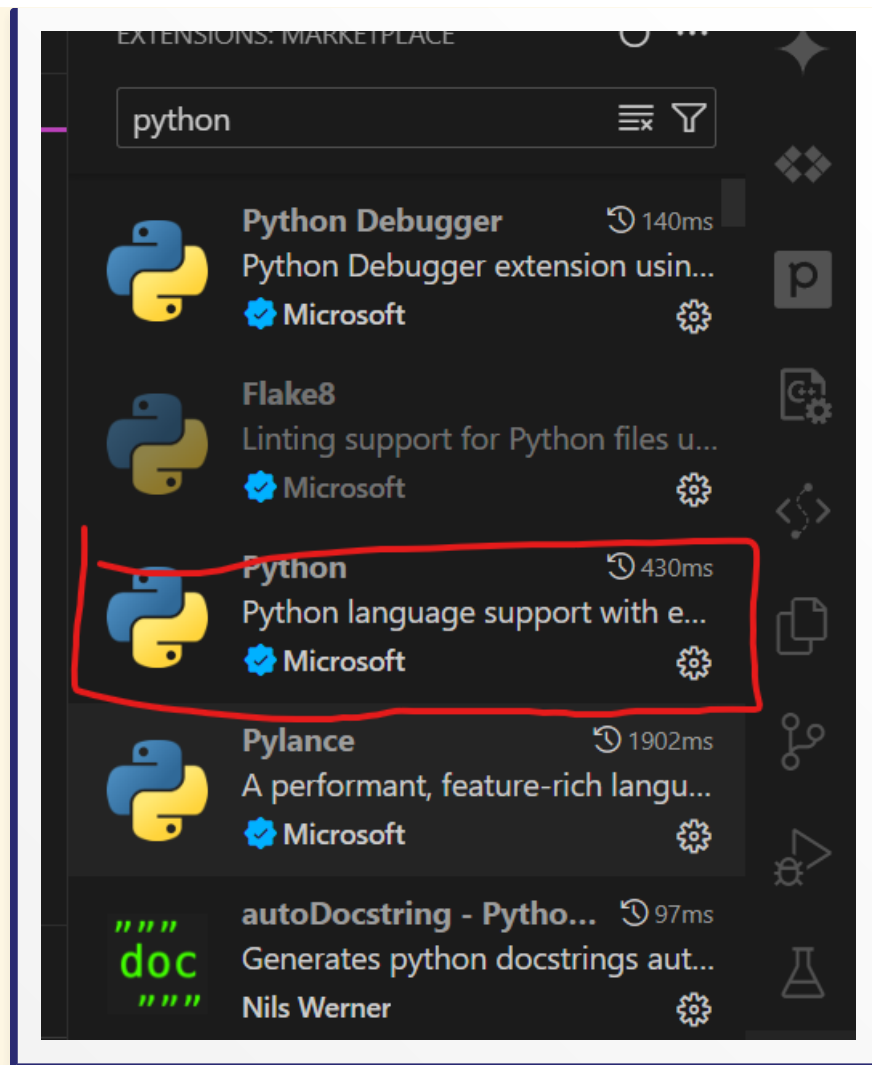 EXTENSIONS: MARKETPLACE
python
Python Debugger 140ms
Python Debugger extension usin...
Microsoft
Flake8
Linting support for Python files u...
Microsoft
Python 430ms
Python language support with e...
Microsoft
Pylance 1902ms
A performant, feature-rich langu...
Microsoft
""" doc """
autoDocstring - Pytho... 97ms
Generates python docstrings aut...
Nils Werner
p
C++